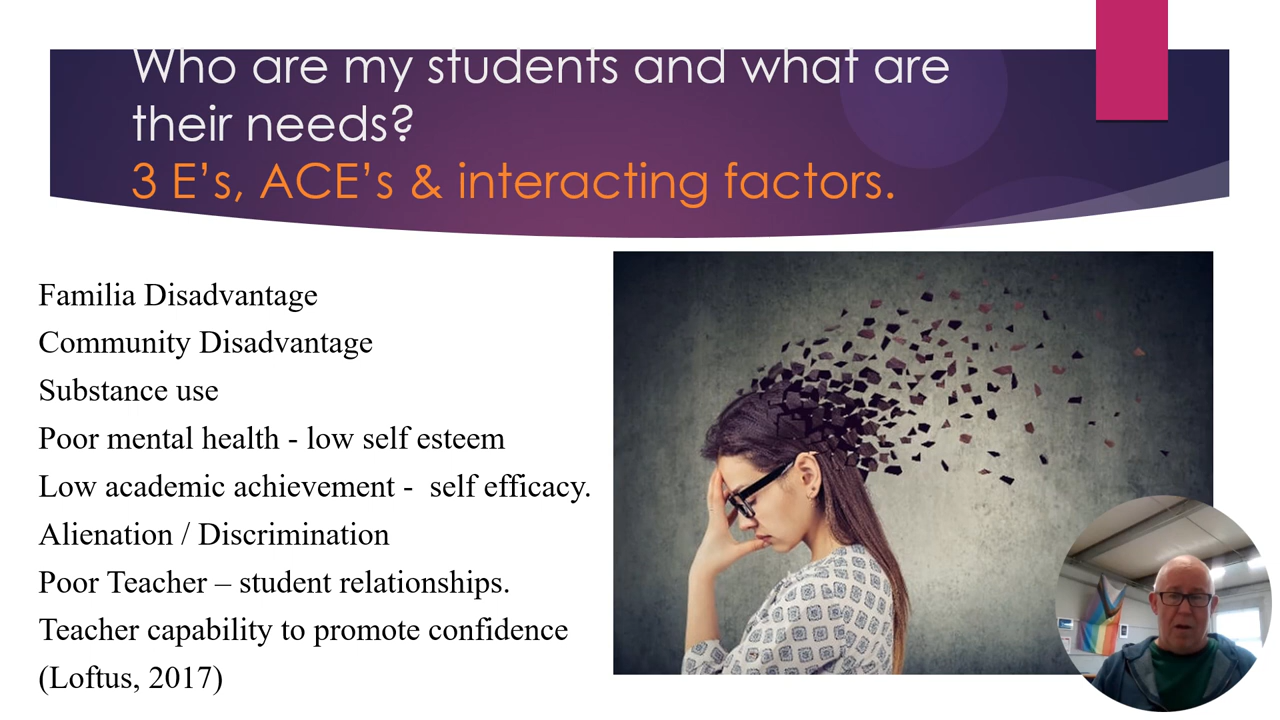 Who are my students and what are
their needs?
3 E’s, ACE’s & interacting factors.
Familia Disadvantage
Community Disadvantage
Substance use
Poor mental health - low self esteem
Low academic achievement -  self efficacy.
Alienation / Discrimination
Poor Teacher – student relationships.
Teacher capability to promote confidence
(Loftus, 2017)